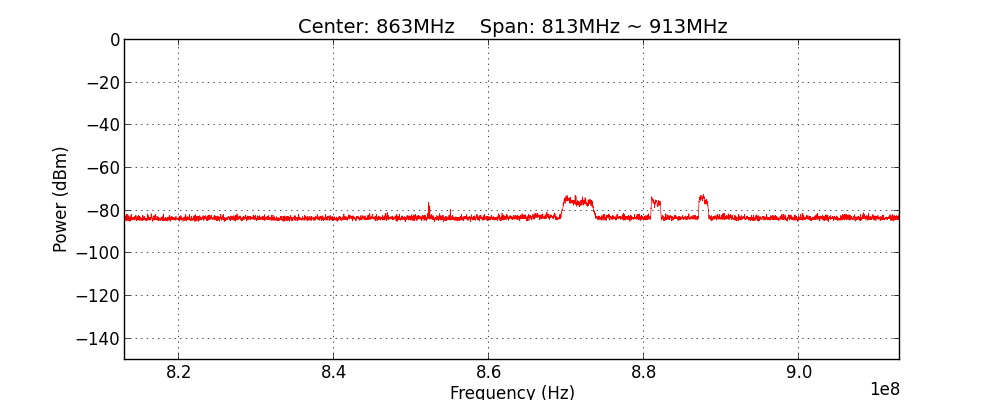 Center: 863MHz    Span: 813MHz ~ 913MHz
0
−20
−40
−60
−80
−100
−120
−140
Power (dBm)
8.2 8.4 8.6 8.8 9.0
1e8
Frequency (Hz)